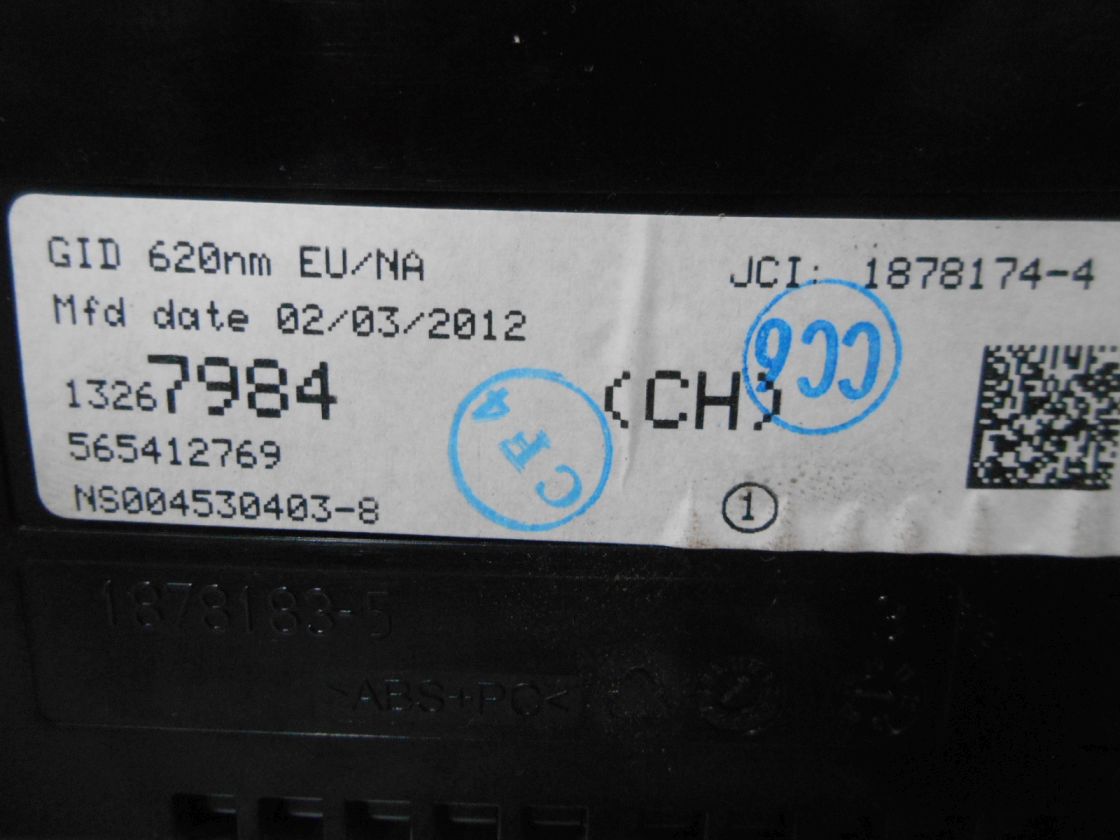 GID 620nm EU/NA
JCI: 1878174-4
Mfd date 02/03/2012
CC6
13267984
(CH)
CF4
565412769
NS004530403-8
1
1878183-5
3
>ABS+PC<